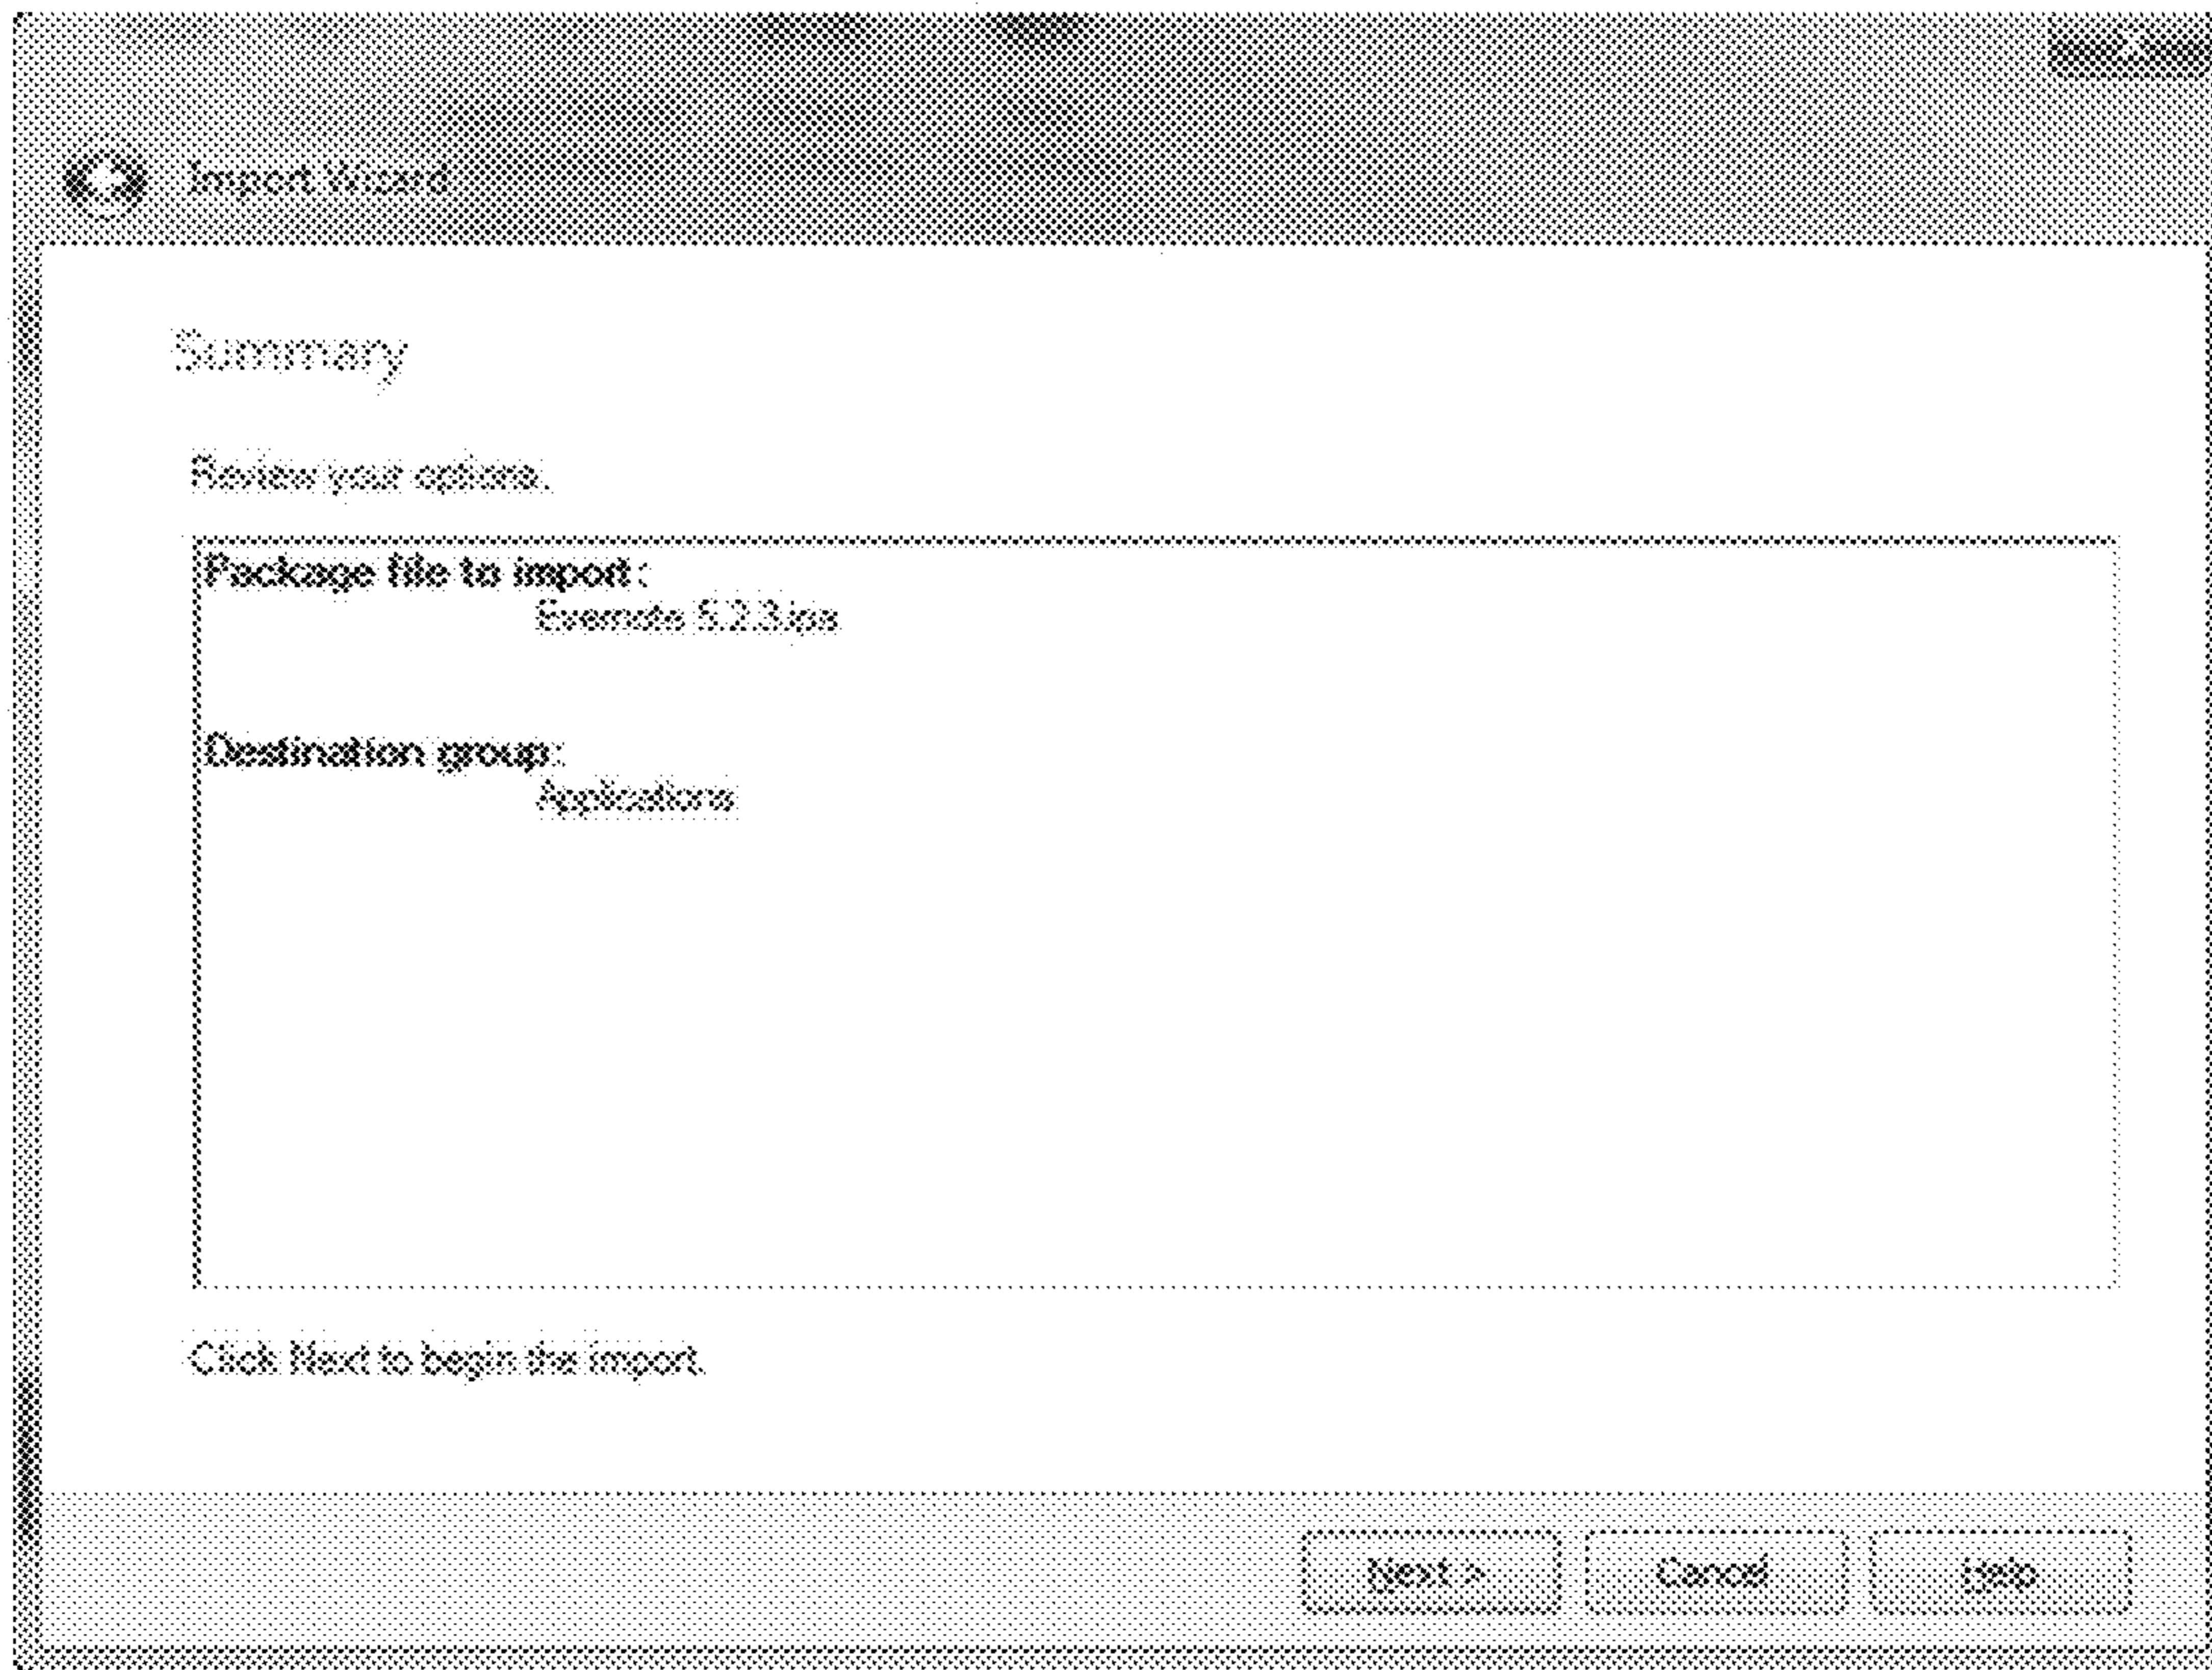 Import Wizard
Summary
Review your options.
Package file to import:
Evernote 5.2.3.ipa
Destination group:
Applications
Click Next to begin the import.
Next > Cancel Help